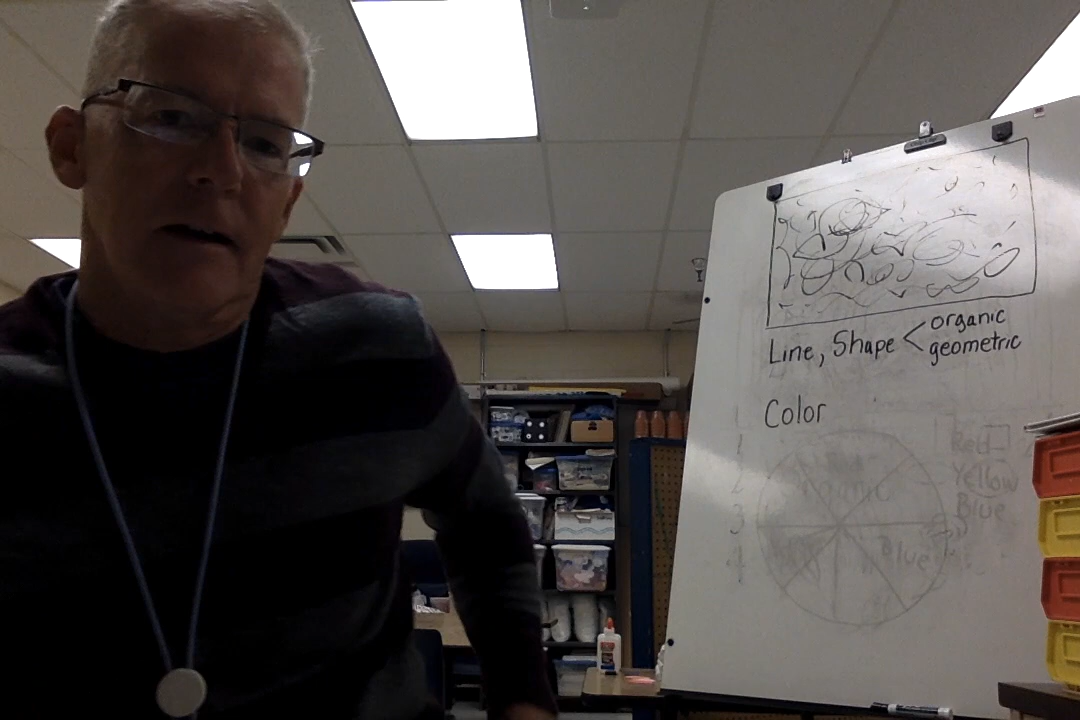 Line, Shape < organic
geometric
Color
Red
Yellow
Blue
Blue